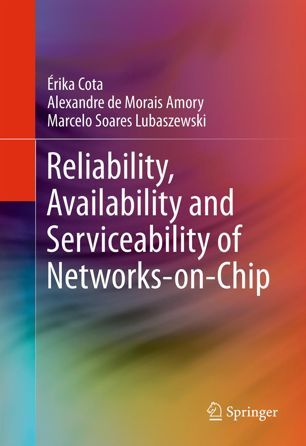 Érika Cota
Alexandre de Morais Amory
Marcelo Soares Lubaszewski
Reliability,
Availability and
Serviceability of
Networks-on-Chip
Springer